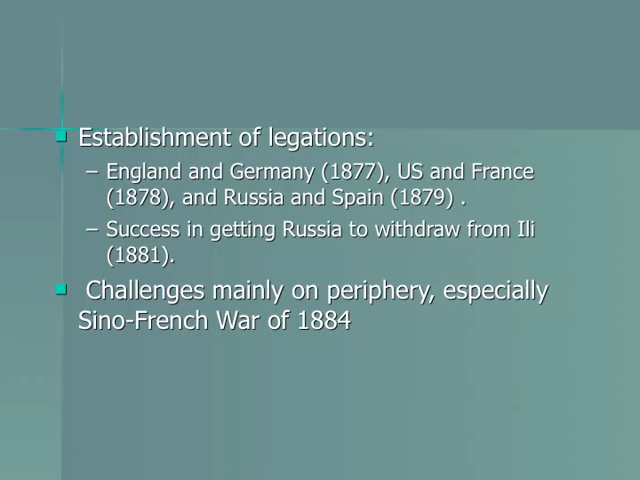 Establishment of legations:
– England and Germany (1877), US and France
(1878), and Russia and Spain (1879) .
– Success in getting Russia to withdraw from Ili
(1881).
Challenges mainly on periphery, especially
Sino-French War of 1884